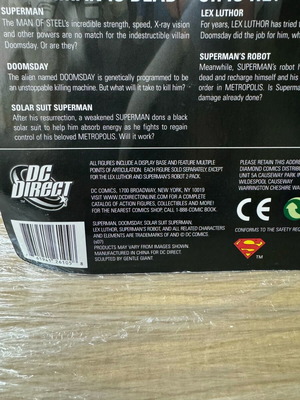 SUPERMAN
The MAN OF STEEL's incredible strength, speed, X-ray vision
and other powers are no match for the indestructible villain
Doomsday. Or are they?
DOOMSDAY
The alien named DOOMSDAY is genetically programmed to be
an unstoppable killing machine. But what will it take to kill him?
SOLAR SUIT SUPERMAN
After his resurrection, a weakened SUPERMAN dons a black
solar suit to help him absorb energy as he fights to regain
control of his beloved METROPOLIS. Will it work?
LEX LUTHOR
For years, LEX LUTHOR has tried
Doomsday did the job for him, wh
SUPERMAN'S ROBOT
Meanwhile, SUPERMAN'S RO
dead and recharge himself and his
order in METROPOLIS. Is Superma
damage already done?
DC
DIRECT
ALL FIGURES INCLUDE A DISPLAY BASE AND FEATURE MULTIPLE
POINTS OF ARTICULATION. EACH FIGURE SOLD SEPARATELY EXCEPT
FOR THE LEX LUTHOR AND SUPERMAN'S ROBOT 2-PACK.
DC COMICS, 1700 BROADWAY, NEW YORK, NY 10019
VISIT WWW.DCDIRECTONLINE.COM FOR A COMPLETE
CATALOG OF ACTION FIGURES, COLLECTIBLES AND MORE!
FOR THE NEAREST COMICS SHOP, CALL 1-888-COMIC BOOK.
SUPERMAN, DOOMSDAY, SOLAR SUIT SUPERMAN,
LEX LUTHOR, SUPERMAN'S ROBOT, AND ALL RELATED CHARACTERS
AND ELEMENTS ARE TRADEMARKS OF AND © DC COMICS
PRODUCTS MAY VARY FROM IMAGES SHOWN.
MANUFACTURED IN CHINA FOR DC DIRECT.
SCULPTED BY GENTLE GIANT.
PLEASE RETAIN THIS ADDRE
DIAMOND COMICS DISTRIBU
UNIT 5A CAUSEWAY PARK IN
WILDERSPOOL CAUSEWAY
WARRINGTON CHESHIRE WA
CE
CONFORMS TO THE SAFETY REQ
TM